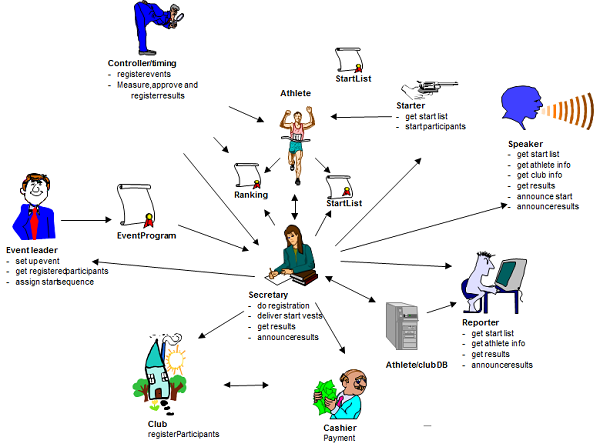 Controller/timing
- registerevents
- Measure,approve and
registerresults
StartList
Athlete
Starter
- get start list
- startparticipants
Speaker
- get start list
- get athlete info
- get club info
- get results
- announce start
- announceresults
Ranking
StartList
EventProgram
Event leader
- set upevent
- get registeredparticipants
- assign startsequence
Secretary
- do registration
- deliver start vests
- get results
- announceresults
Athlete/clubDB
Reporter
- get start list
- get athlete info
- get results
- announceresults
Club
registerParticipants
Cashier
Payment